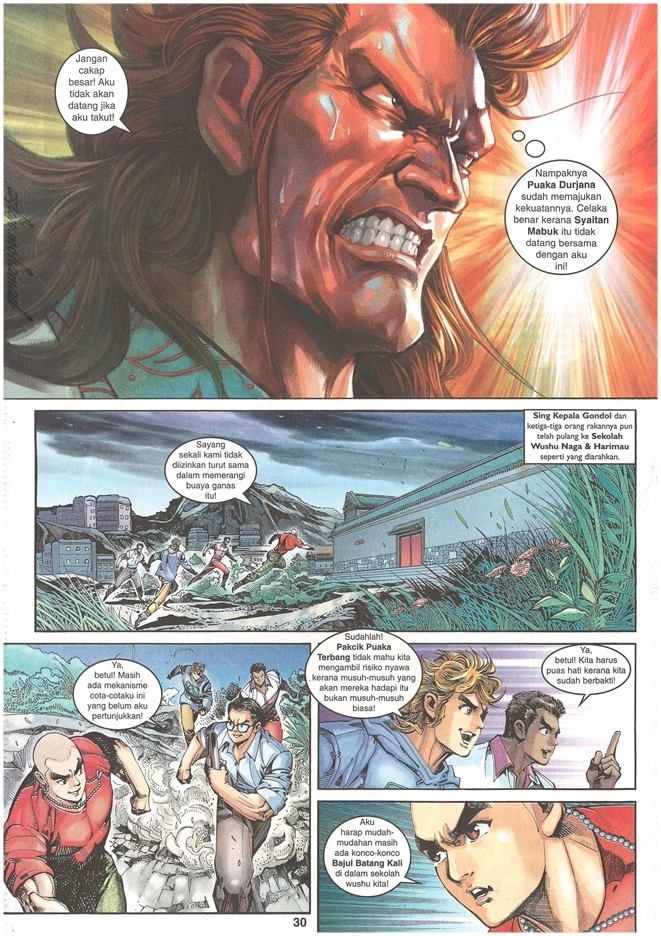 Jangan
cakap
besar! Aku
tidak akan
datang jika
aku takut!
Nampaknya
Puaka Durjana
sudah memajukan
kekuatannya. Celaka
benar kerana Syaitan
Mabuk itu tidak
datang bersama
dengan aku
ini!
Sing Kepala Gondol dan
ketiga-tiga orang rakannya pun
telah pulang ke Sekolah
Wushu Naga & Harimau
seperti yang diarahkan.
Sayang
sekali kami tidak
diizinkan turut sama
dalam memerangi
buaya ganas
itu!
Ya,
betul! Masih
ada mekanisme
cota-cotaku ini
yang belum aku
pertunjukkan!
Sudahlah!
Pakcik Puaka
Terbang tidak mahu kita
mengambil risiko nyawa
kerana musuh-musuh yang
akan mereka hadapi itu
bukan musuh-musuh
biasa!
Ya,
betul! Kita harus
puas hati kerana kita
sudah berbakti!
Aku
harap mudah-
mudahan masih
ada konco-konco
Bajul Batang Kali
di dalam sekolah
wushu kita!
30